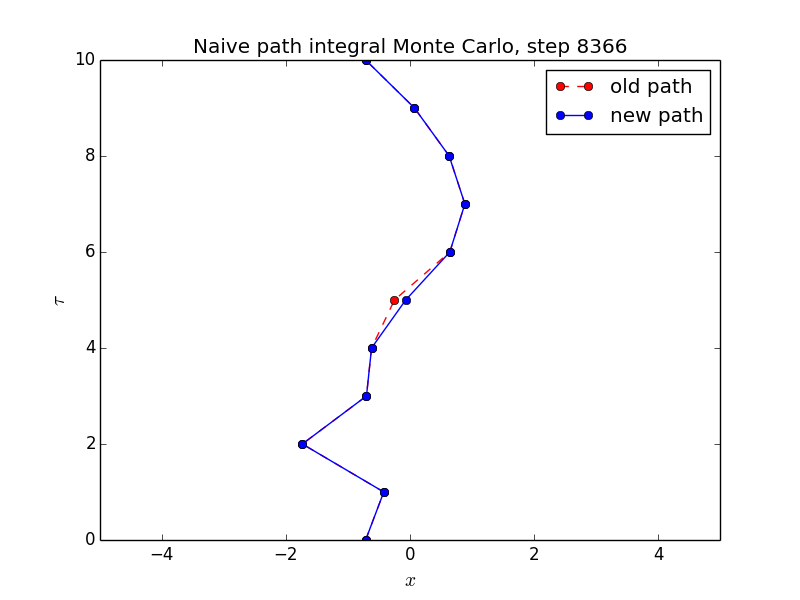 Naive path integral Monte Carlo, step 8366
old path
new path
10
8
6
4
2
0
τ
−4 −2 0 2 4
x